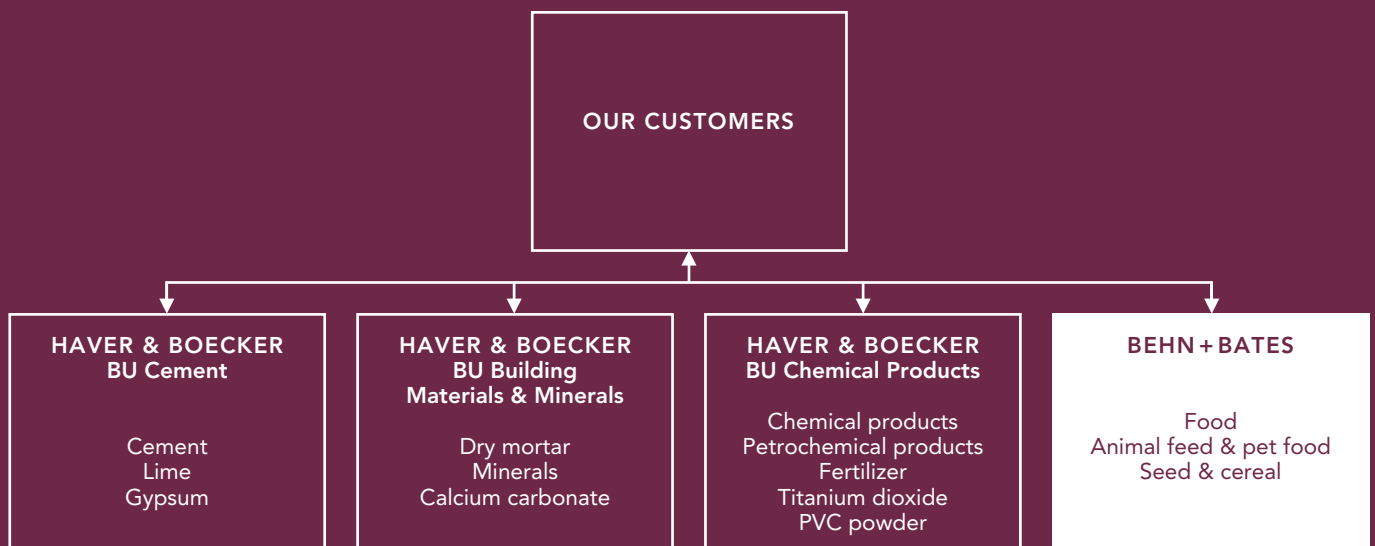 OUR CUSTOMERS
HAVER & BOECKER
BU Cement
Cement
Lime
Gypsum
HAVER & BOECKER
BU Building
Materials & Minerals
Dry mortar
Minerals
Calcium carbonate
HAVER & BOECKER
BU Chemical Products
Chemical products
Petrochemical products
Fertilizer
Titanium dioxide
PVC powder
BEHN+BATES
Food
Animal feed & pet food
Seed & cereal